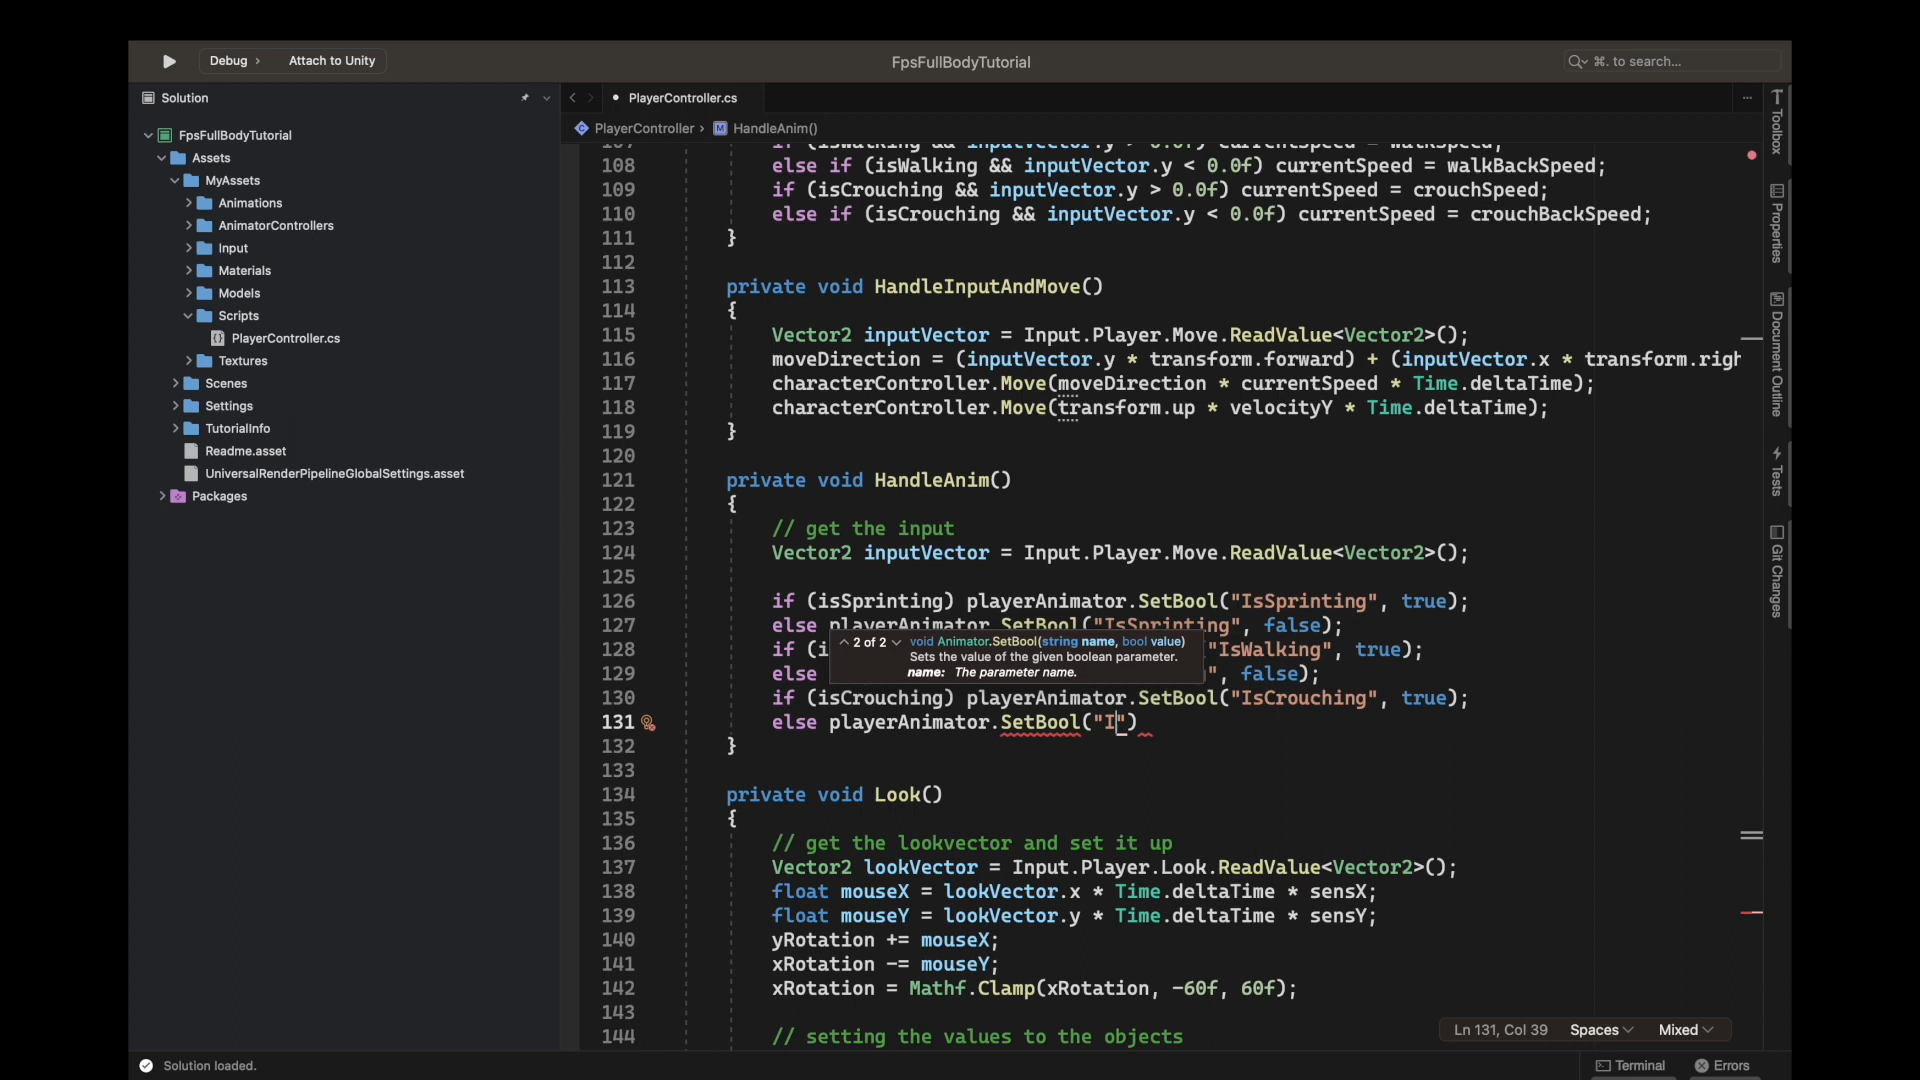 Debug › Attach to Unity
FpsFullBodyTutorial
⌘. to search...
Solution
FpsFullBodyTutorial
Assets
MyAssets
Animations
AnimatorControllers
Input
Materials
Models
Scripts
PlayerController.cs
Textures
Scenes
Settings
TutorialInfo
Readme.asset
UniversalRenderPipelineGlobalSettings.asset
Packages
PlayerController.cs
PlayerController › HandleAnim()
107 if (isWalking && inputVector.y > 0.0f) currentSpeed = walkSpeed;
108 else if (isWalking && inputVector.y < 0.0f) currentSpeed = walkBackSpeed;
109 if (isCrouching && inputVector.y > 0.0f) currentSpeed = crouchSpeed;
110 else if (isCrouching && inputVector.y < 0.0f) currentSpeed = crouchBackSpeed;
111 }
112
113 private void HandleInputAndMove()
114 {
115 Vector2 inputVector = Input.Player.Move.ReadValue<Vector2>();
116 moveDirection = (inputVector.y * transform.forward) + (inputVector.x * transform.righ
117 characterController.Move(moveDirection * currentSpeed * Time.deltaTime);
118 characterController.Move(transform.up * velocityY * Time.deltaTime);
119 }
120
121 private void HandleAnim()
122 {
123 // get the input
124 Vector2 inputVector = Input.Player.Move.ReadValue<Vector2>();
125
126 if (isSprinting) playerAnimator.SetBool("IsSprinting", true);
127 else playerAnimator.SetBool("IsSprinting", false);
128 if (i "IsWalking", true);
129 else ", false);
2 of 2 void Animator.SetBool(string name, bool value)
Sets the value of the given boolean parameter.
name: The parameter name.
130 if (isCrouching) playerAnimator.SetBool("IsCrouching", true);
131 else playerAnimator.SetBool("I")
132 }
133
134 private void Look()
135 {
136 // get the lookvector and set it up
137 Vector2 lookVector = Input.Player.Look.ReadValue<Vector2>();
138 float mouseX = lookVector.x * Time.deltaTime * sensX;
139 float mouseY = lookVector.y * Time.deltaTime * sensY;
140 yRotation += mouseX;
141 xRotation -= mouseY;
142 xRotation = Mathf.Clamp(xRotation, -60f, 60f);
143
144 // setting the values to the objects
Ln 131, Col 39 Spaces Mixed
Toolbox
Properties
Document Outline
Tests
Git Changes
Solution loaded.
Terminal
Errors